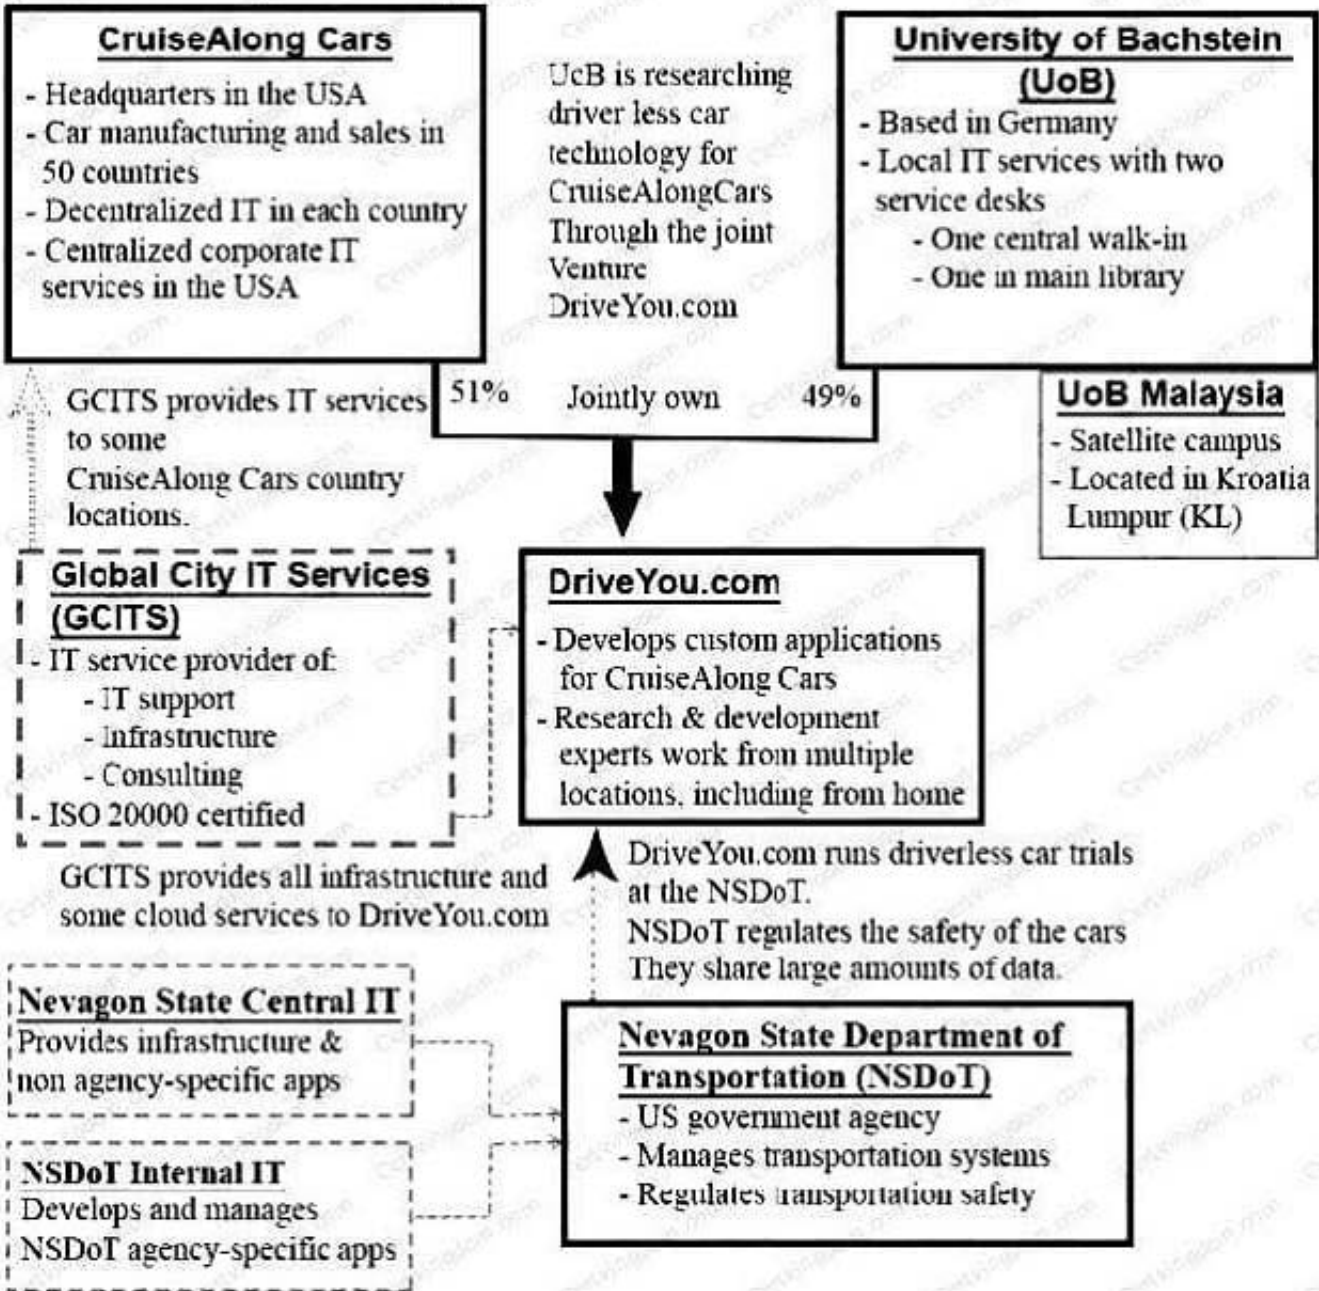 CruiseAlong Cars
- Headquarters in the USA
- Car manufacturing and sales in
50 countries
- Decentralized IT in each country
- Centralized corporate IT
services in the USA
UcB is researching
driver less car
technology for
CruiseAlongCars
Through the joint
Venture
DriveYou.com
University of Bachstein
(UoB)
- Based in Germany
- Local IT services with two
service desks
- One central walk-in
- One in main library
51% Jointly own 49%
UoB Malaysia
- Satellite campus
- Located in Kroatia
Lumpur (KL)
GCITS provides IT services
to some
CruiseAlong Cars country
locations.
Global City IT Services
(GCITS)
- IT service provider of:
- IT support
- Infrastructure
- Consulting
- ISO 20000 certified
DriveYou.com
- Develops custom applications
for CruiseAlong Cars
- Research & development
experts work from multiple
locations, including from home
GCITS provides all infrastructure and
some cloud services to DriveYou.com
DriveYou.com runs driverless car trials
at the NSDoT.
NSDoT regulates the safety of the cars
They share large amounts of data.
Nevagon State Central IT
Provides infrastructure &
non agency-specific apps
NSDoT Internal IT
Develops and manages
NSDoT agency-specific apps
Nevagon State Department of
Transportation (NSDoT)
- US government agency
- Manages transportation systems
- Regulates transportation safety